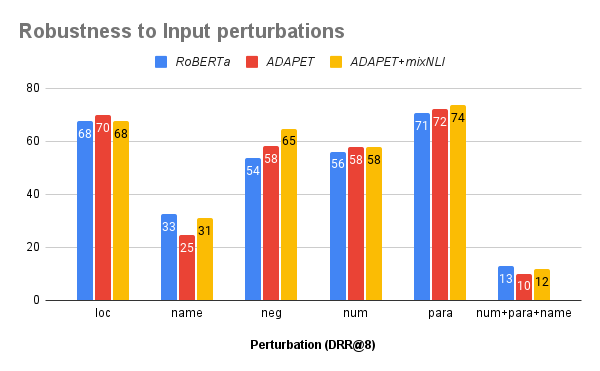 Robustness to Input perturbations
RoBERTa ADAPET ADAPET+mixNLI
80
60
40
20
0
68 70 68
33 25 31
54 58 65
56 58 58
71 72 74
13 10 12
loc name neg num para num+para+name
Perturbation (DRR@8)